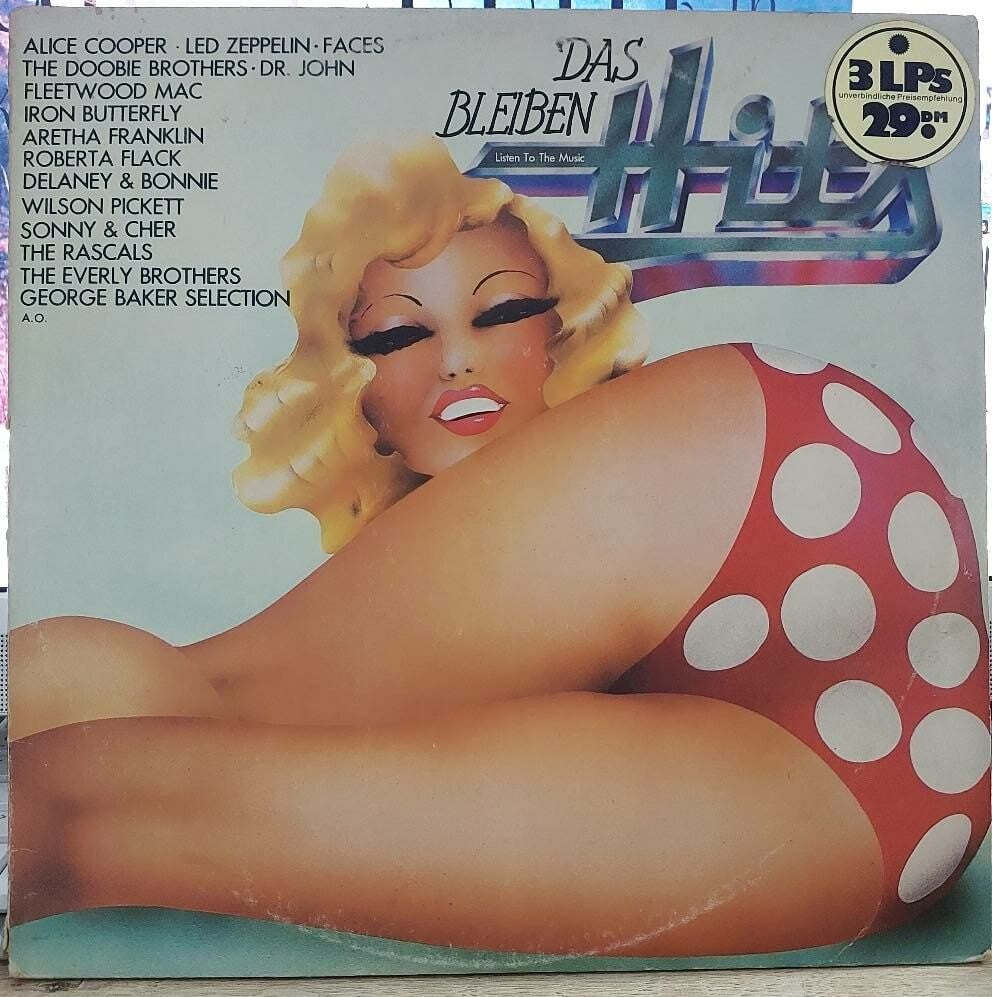 ALICE COOPER · LED ZEPPELIN · FACES
THE DOOBIE BROTHERS · DR. JOHN
FLEETWOOD MAC
IRON BUTTERFLY
ARETHA FRANKLIN
ROBERTA FLACK
DELANEY & BONNIE
WILSON PICKETT
SONNY & CHER
THE RASCALS
THE EVERLY BROTHERS
GEORGE BAKER SELECTION
A.O.
DAS
BLEIBEN
Hits
Listen To The Music
3 LPs
unverbindliche Preisempfehlung
29.DM